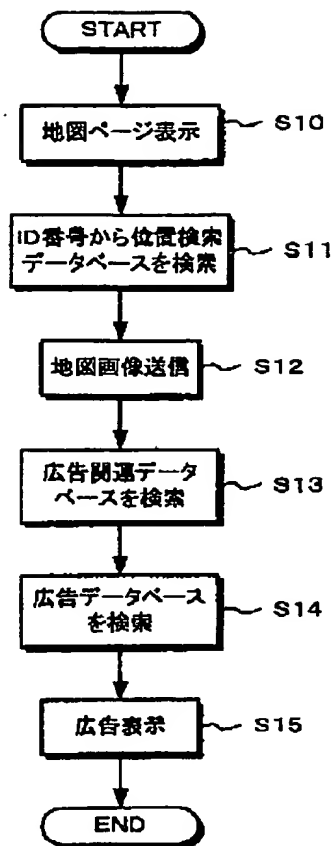 START
地図ページ表示
S10
ID番号から位置検索
データベースを検索
S11
地図画像送信
S12
広告関連データ
ベースを検索
S13
広告データベース
を検索
S14
広告表示
S15
END